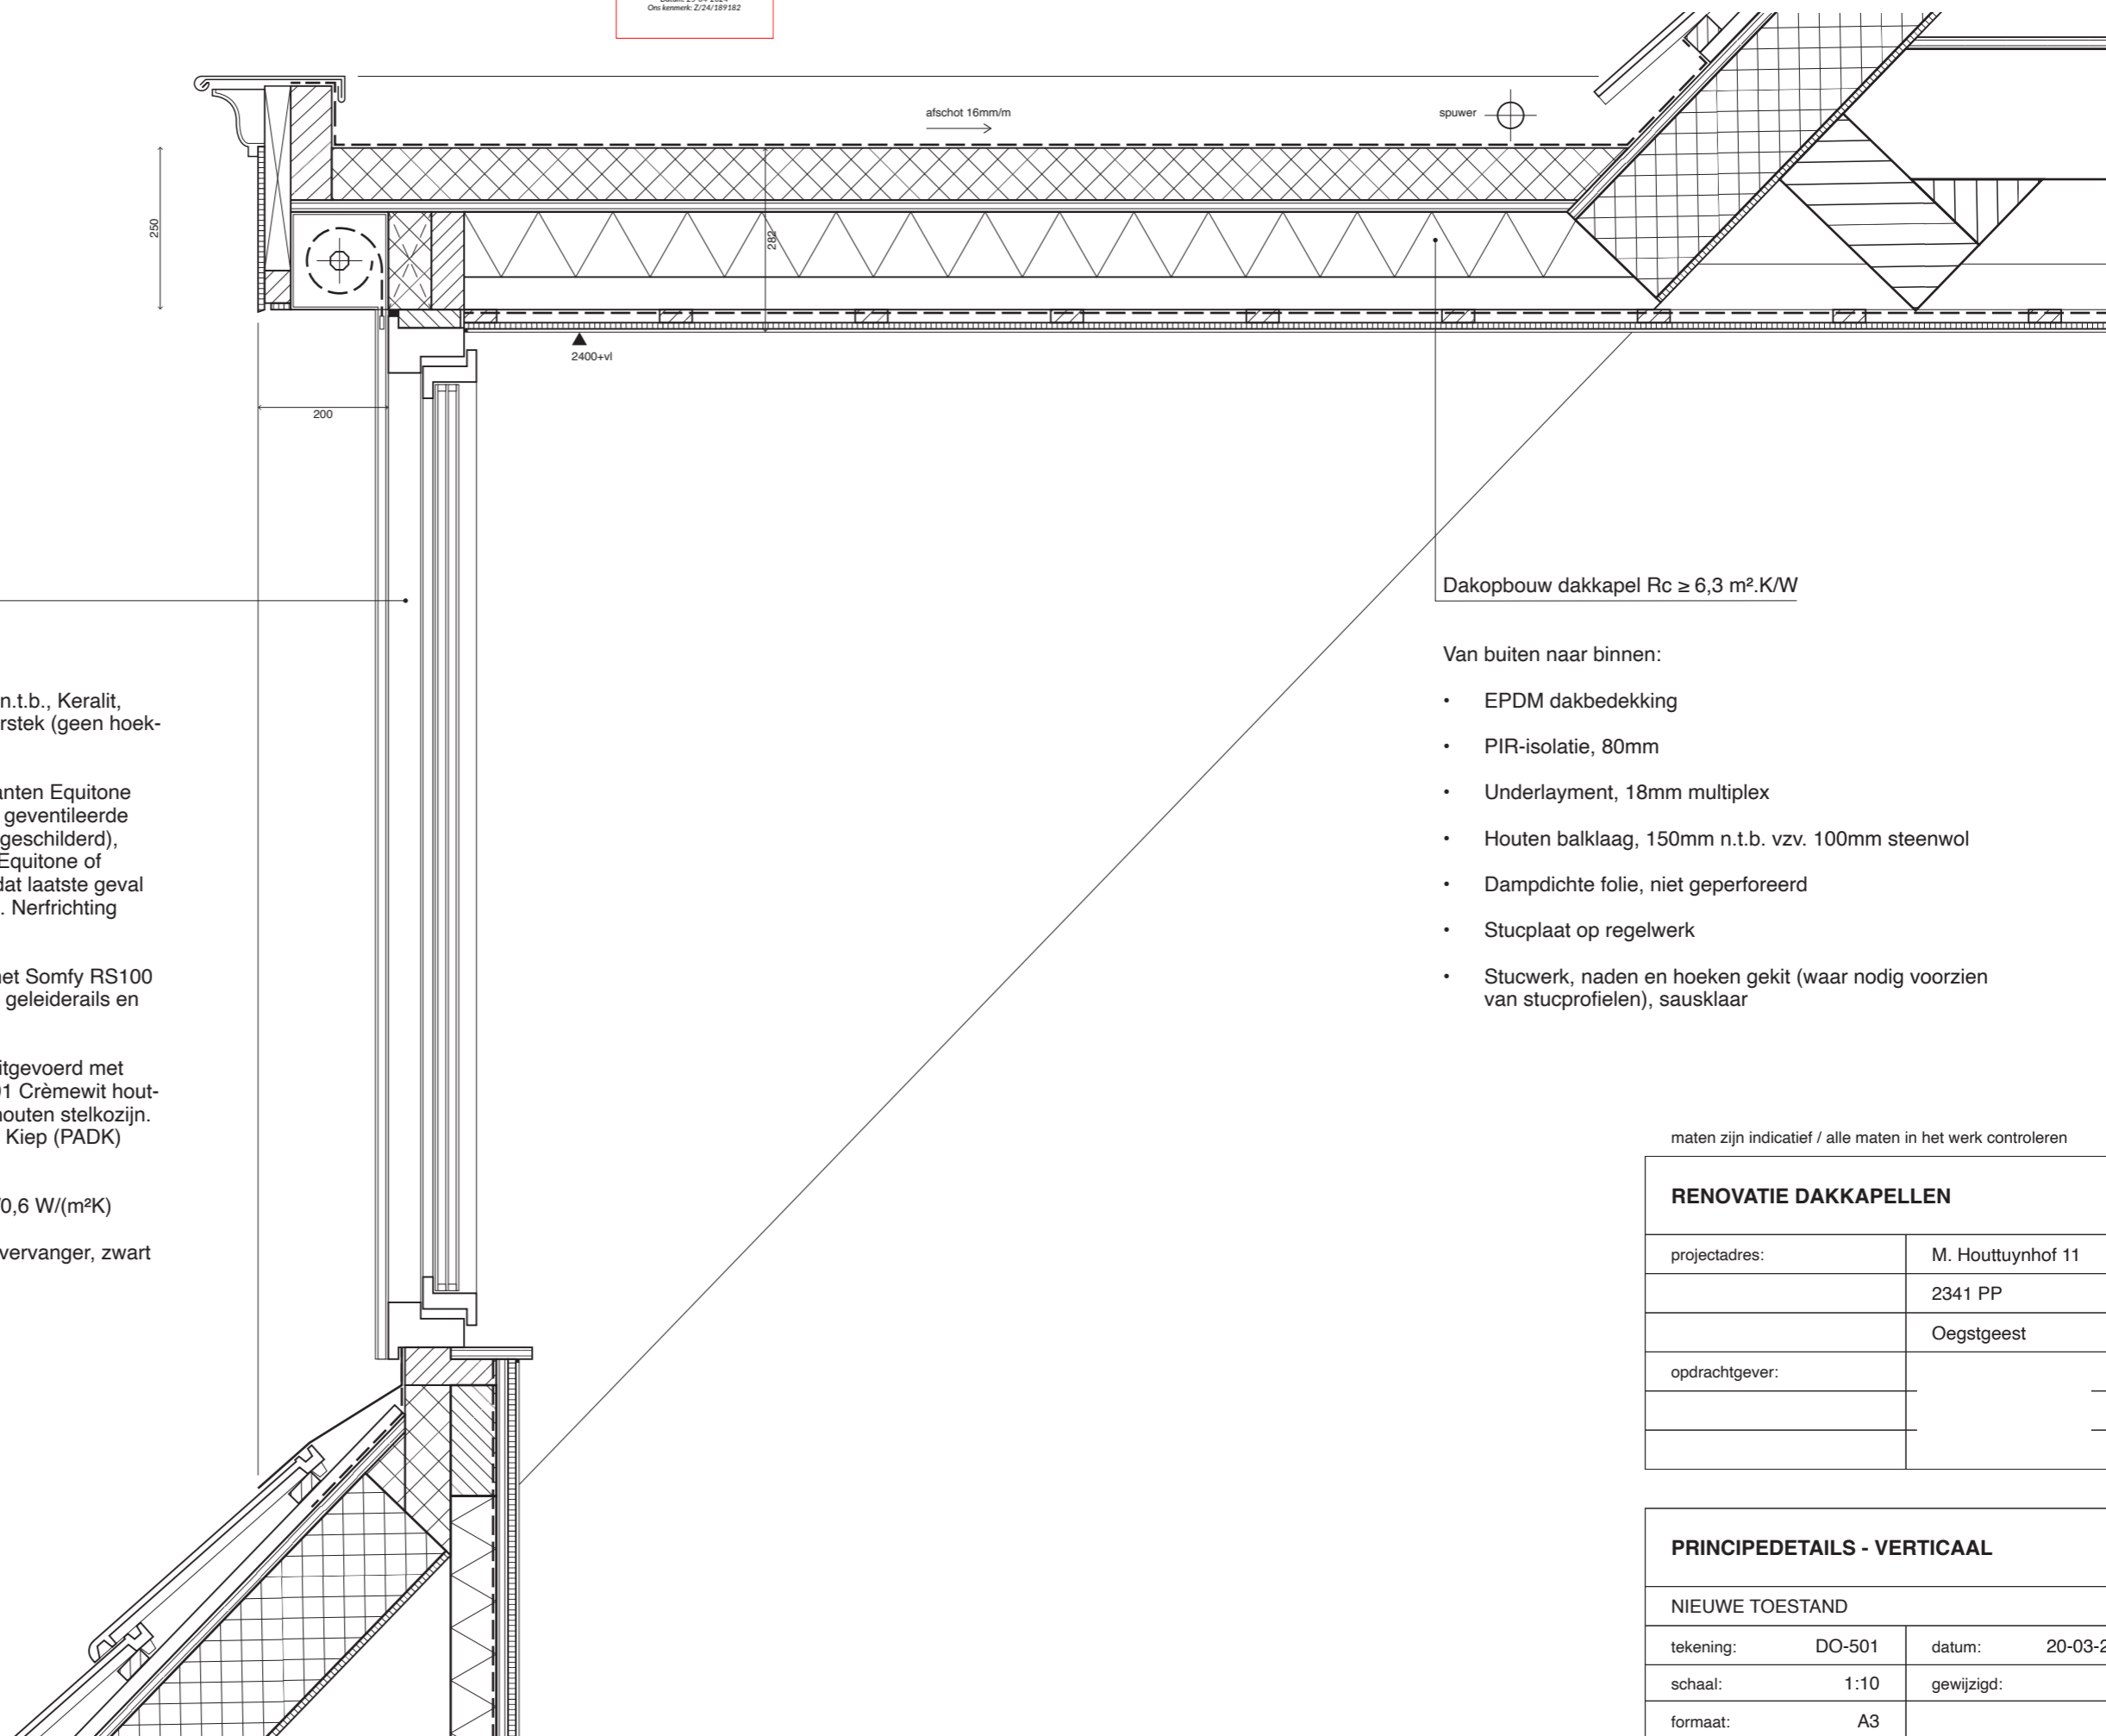 Ons kenmerk: Z/24/189182
afschot 16mm/m
spuwer
250
282
2400+vl
200
Dakopbouw dakkapel Rc ≥ 6,3 m².K/W
Van buiten naar binnen:
• EPDM dakbedekking
• PIR-isolatie, 80mm
• Underlayment, 18mm multiplex
• Houten balklaag, 150mm n.t.b. vzv. 100mm steenwol
• Dampdichte folie, niet geperforeerd
• Stucplaat op regelwerk
• Stucwerk, naden en hoeken gekit (waar nodig voorzien
van stucprofielen), sausklaar
n.t.b., Keralit,
rstek (geen hoek-
anten Equitone
geventileerde
geschilderd),
Equitone of
dat laatste geval
. Nerfrichting
net Somfy RS100
geleiderails en
itgevoerd met
01 Crèmewit hout-
houten stelkozijn.
Kiep (PADK)
/0,6 W/(m²K)
vervanger, zwart
maten zijn indicatief / alle maten in het werk controleren
RENOVATIE DAKKAPELLEN
projectadres: M. Houttuynhof 11
2341 PP
Oegstgeest
opdrachtgever:
PRINCIPEDETAILS - VERTICAAL
NIEUWE TOESTAND
tekening: DO-501 datum: 20-03-2
schaal: 1:10 gewijzigd:
formaat: A3